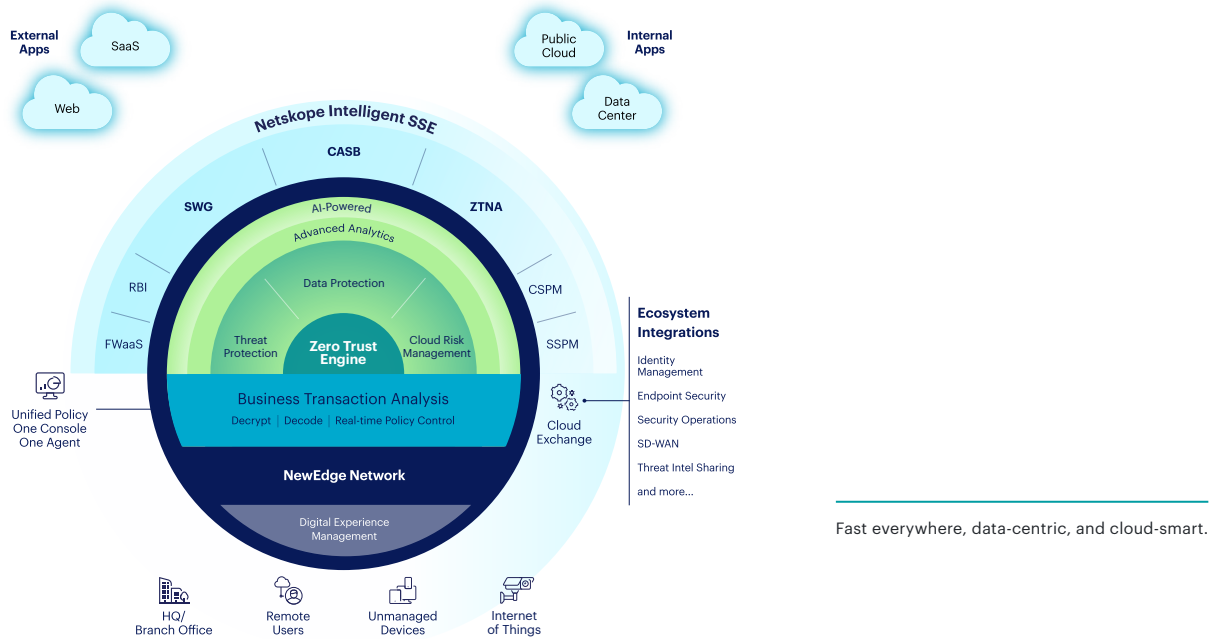 External
Apps
SaaS
Web
Public
Cloud
Internal
Apps
Data
Center
Netskope Intelligent SSE
CASB
SWG
ZTNA
RBI
CSPM
FWaaS
SSPM
AI-Powered
Advanced Analytics
Data Protection
Threat
Protection
Cloud Risk
Management
Zero Trust
Engine
Business Transaction Analysis
Decrypt | Decode | Real-time Policy Control
NewEdge Network
Digital Experience
Management
Unified Policy
One Console
One Agent
Cloud
Exchange
Ecosystem
Integrations
Identity
Management
Endpoint Security
Security Operations
SD-WAN
Threat Intel Sharing
and more...
HQ/
Branch Office
Remote
Users
Unmanaged
Devices
Internet
of Things
Fast everywhere, data-centric, and cloud-smart.